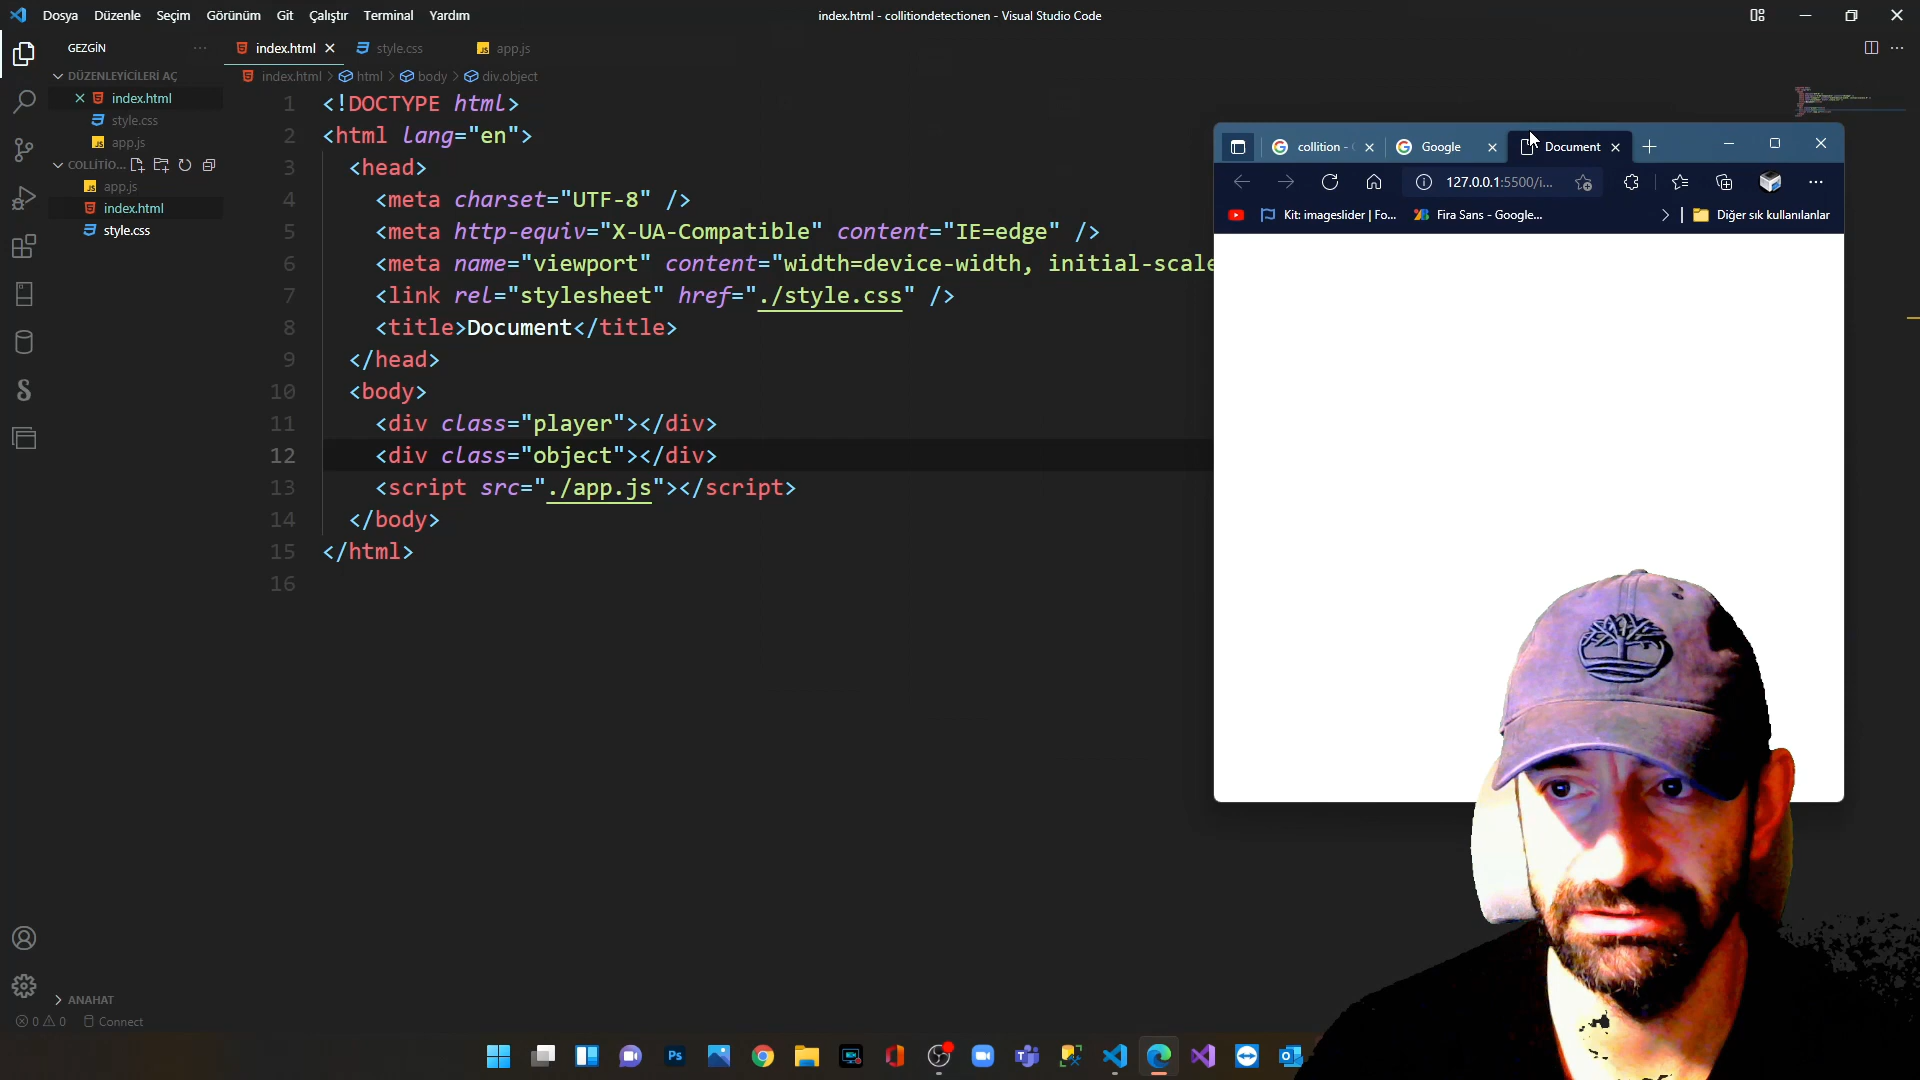 Dosya Düzenle Seçim Görünüm Git Çalıştır Terminal Yardım
index.html - collitiondetectionen - Visual Studio Code
GEZGİN
index.html
style.css
app.js
DÜZENLEYİCİLERİ AÇ
index.html > html > body > div.object
index.html
style.css
app.js
COLLİTİO...
app.js
index.html
style.css
1 <!DOCTYPE html>
2 <html lang="en">
3 <head>
4 <meta charset="UTF-8" />
5 <meta http-equiv="X-UA-Compatible" content="IE=edge" />
6 <meta name="viewport" content="width=device-width, initial-scale
7 <link rel="stylesheet" href="./style.css" />
8 <title>Document</title>
9 </head>
10 <body>
11 <div class="player"></div>
12 <div class="object"></div>
13 <script src="./app.js"></script>
14 </body>
15 </html>
16
collition -
Google
Document
127.0.0.1:5500/i...
Kit: imageslider | Fo...
Fira Sans - Google...
Diğer sık kullanılanlar
ANAHAT
0 0 Connect
Ps